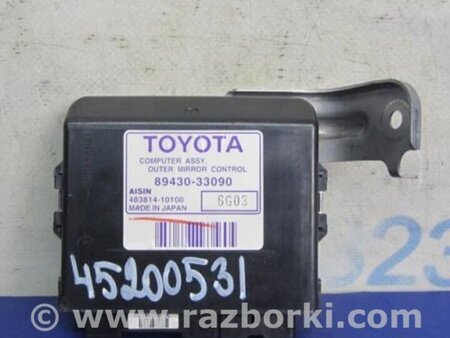 TOYOTA
COMPUTER ASSY.
OUTER MIRROR CONTROL
89430-33090
AISIN
483814-10100
6G03
MADE IN JAPAN
45200531
www.razborki.com